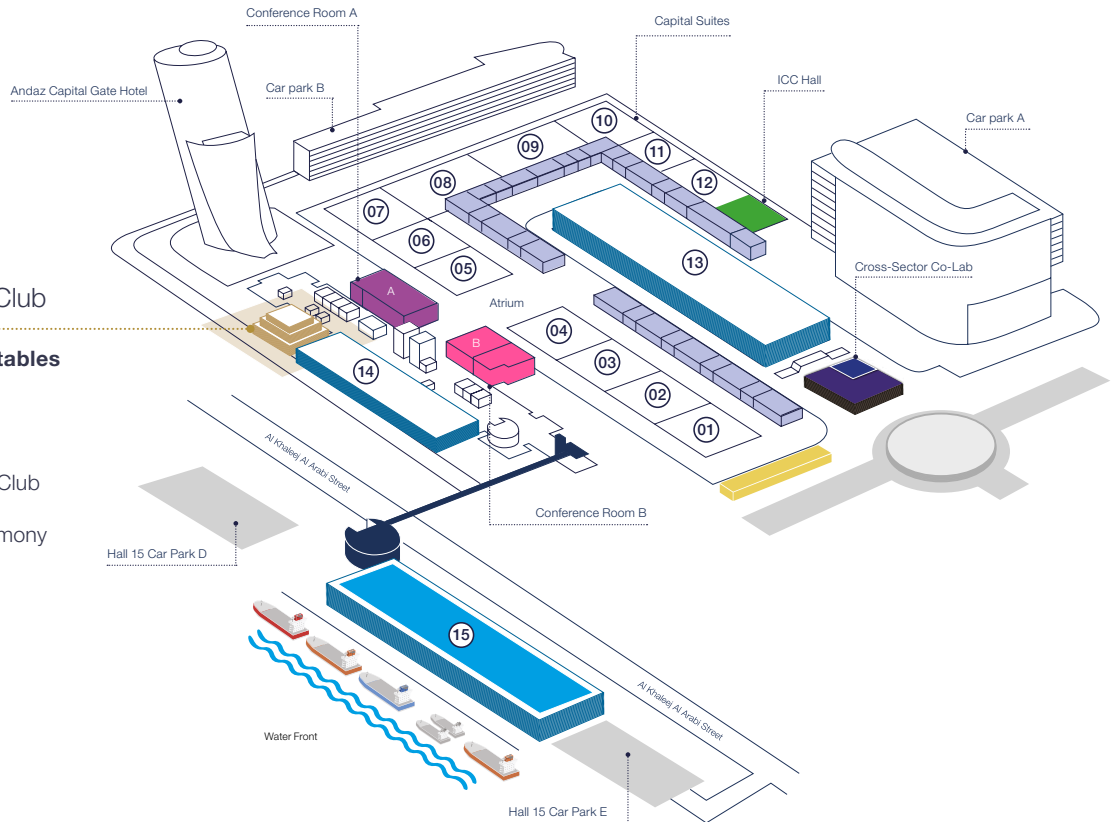 Conference Room A
Capital Suites
ICC Hall
Andaz Capital Gate Hotel
Car park B
Car park A
10
09
11
08
12
07
06
13
05
Cross-Sector Co-Lab
A
Club
Atrium
04
B
tables
03
14
02
01
Al Khaleej Al Arabi Street
Club
Conference Room B
mony
Hall 15 Car Park D
15
Al Khaleej Al Arabi Street
Water Front
Hall 15 Car Park E